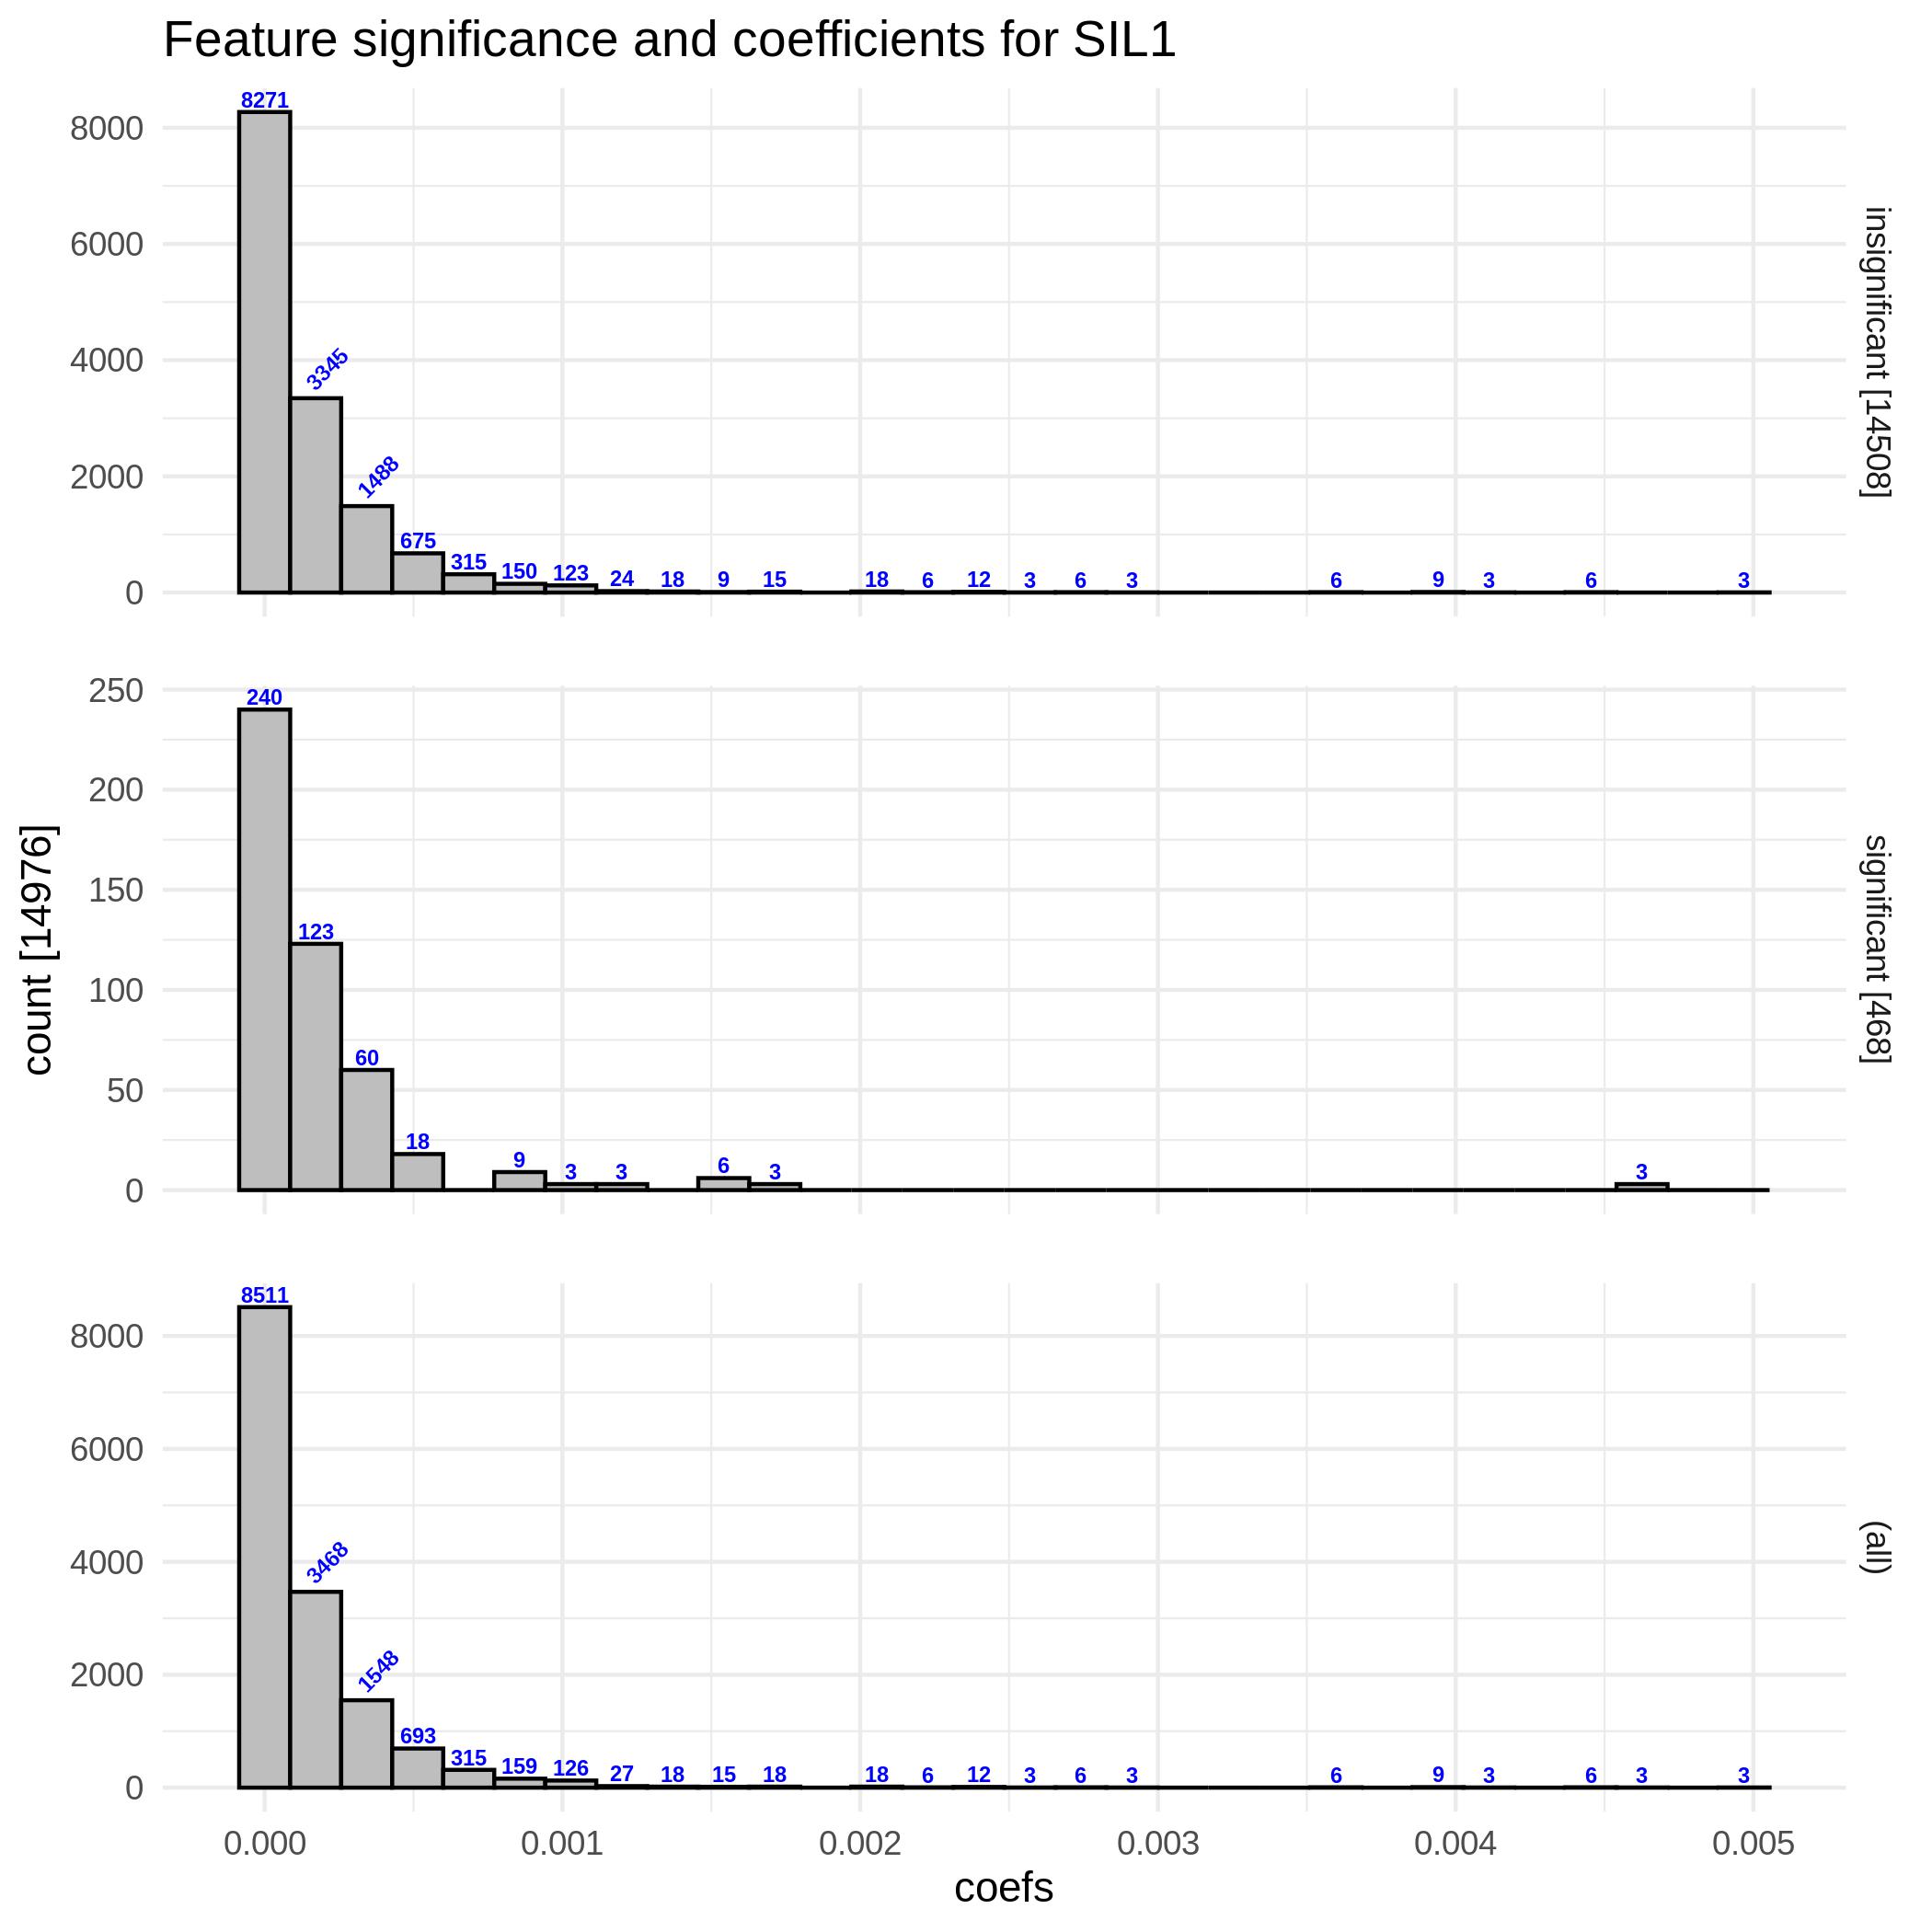 Feature significance and coefficients for SIL1
8271
3345
1488
675 315 150 123 24 18 9 15 18 6 12 3 6 3 6 9 3 6 3
8000
6000
4000
2000
0
insignificant [14508]
240
123
60
18 9 3 3 6 3 3
250
200
150
100
50
0
significant [468]
count [14976]
8511
3468
1548
693 315 159 126 27 18 15 18 18 6 12 3 6 3 6 9 3 6 3 3
8000
6000
4000
2000
0
(all)
0.000 0.001 0.002 0.003 0.004 0.005
coefs